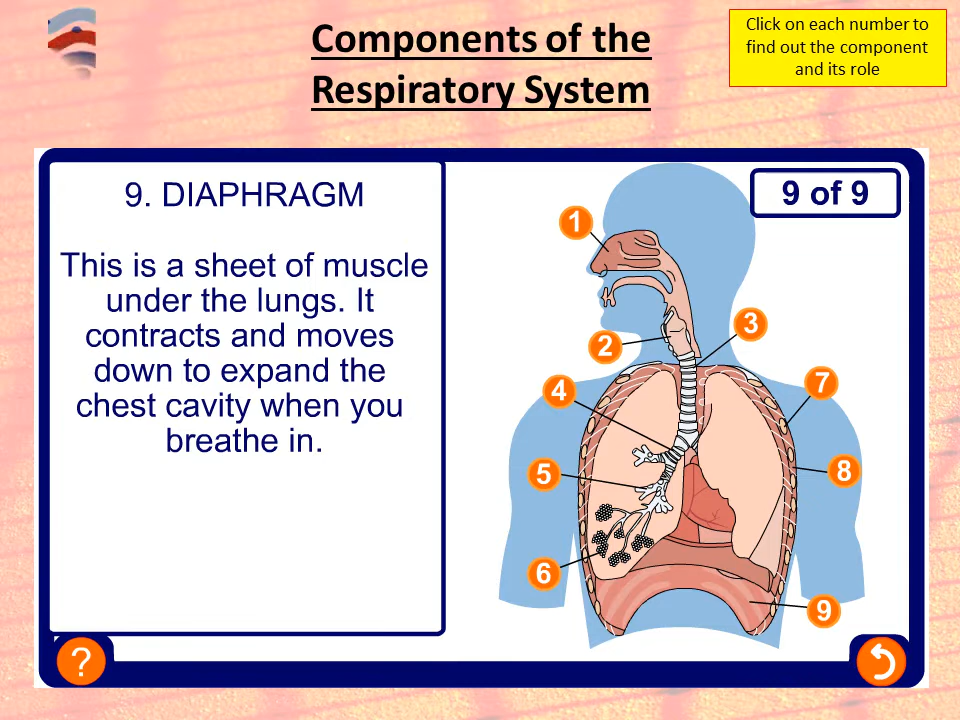 Components of the
Respiratory System
Click on each number to
find out the component
and its role
9. DIAPHRAGM
This is a sheet of muscle
under the lungs. It
contracts and moves
down to expand the
chest cavity when you
breathe in.
9 of 9
1
2
3
4
7
5
8
6
9
?